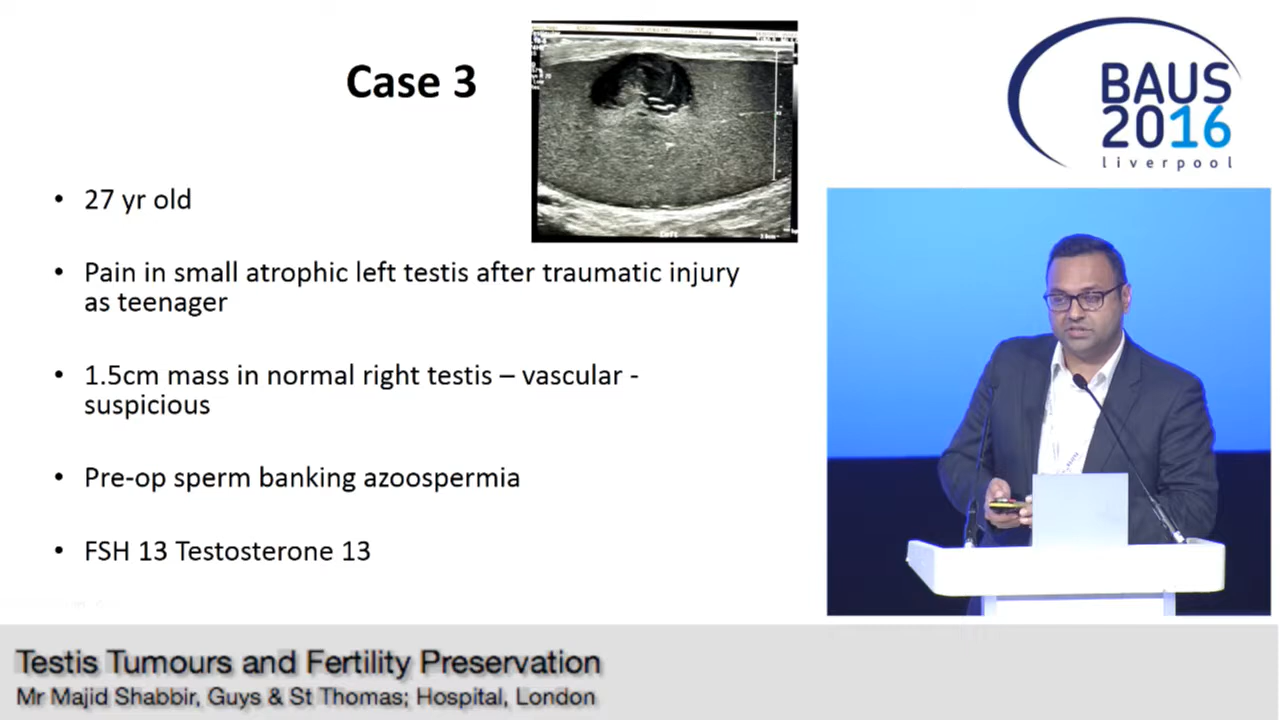 Case 3
BAUS
2016
liverpool
• 27 yr old
• Pain in small atrophic left testis after traumatic injury
as teenager
• 1.5cm mass in normal right testis – vascular -
suspicious
• Pre-op sperm banking azoospermia
• FSH 13 Testosterone 13
Testis Tumours and Fertility Preservation
Mr Majid Shabbir, Guys & St Thomas; Hospital, London